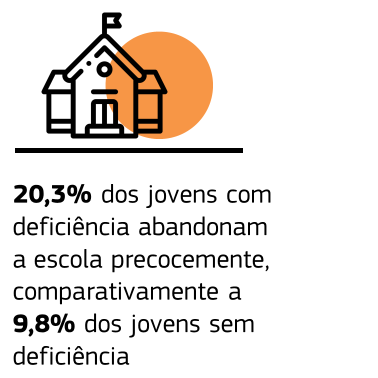 20,3% dos jovens com
deficiência abandonam
a escola precocemente,
comparativamente a
9,8% dos jovens sem
deficiência